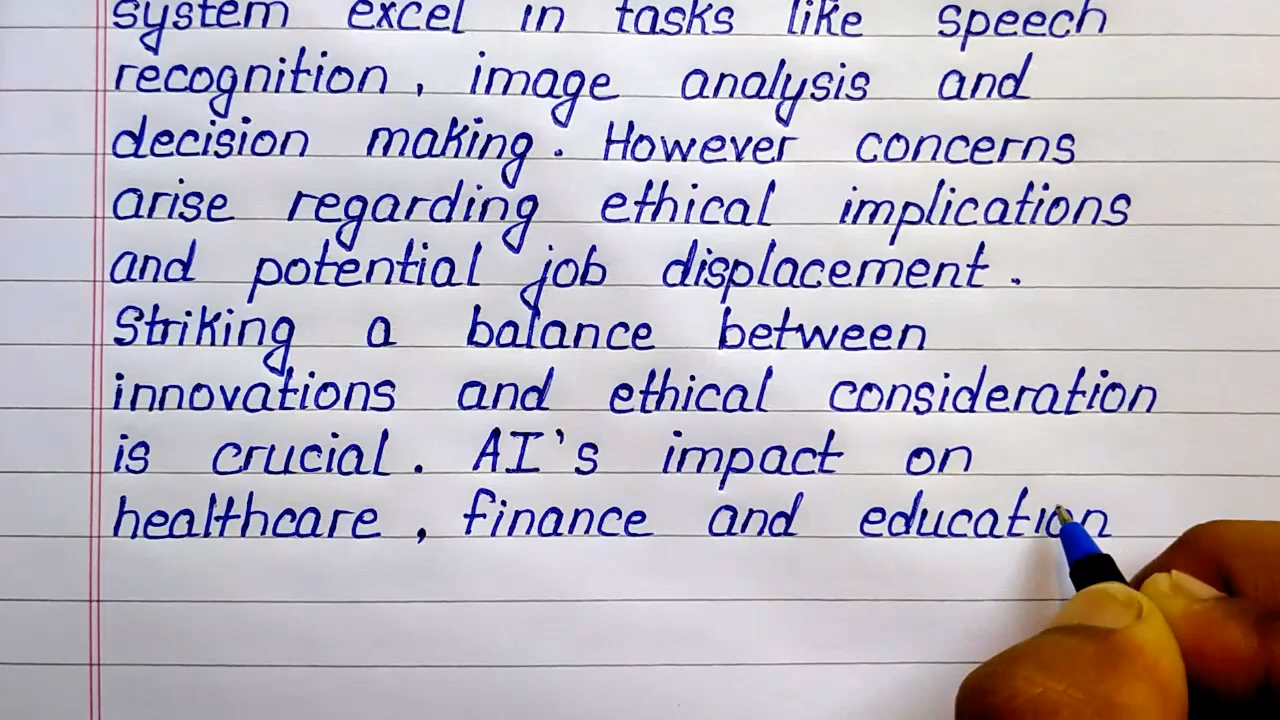 system excel in tasks like speech
recognition, image analysis and
decision making. However concerns
arise regarding ethical implications
and potential job displacement.
Striking a balance between
innovations and ethical consideration
is crucial. AI's impact on
healthcare, finance and education